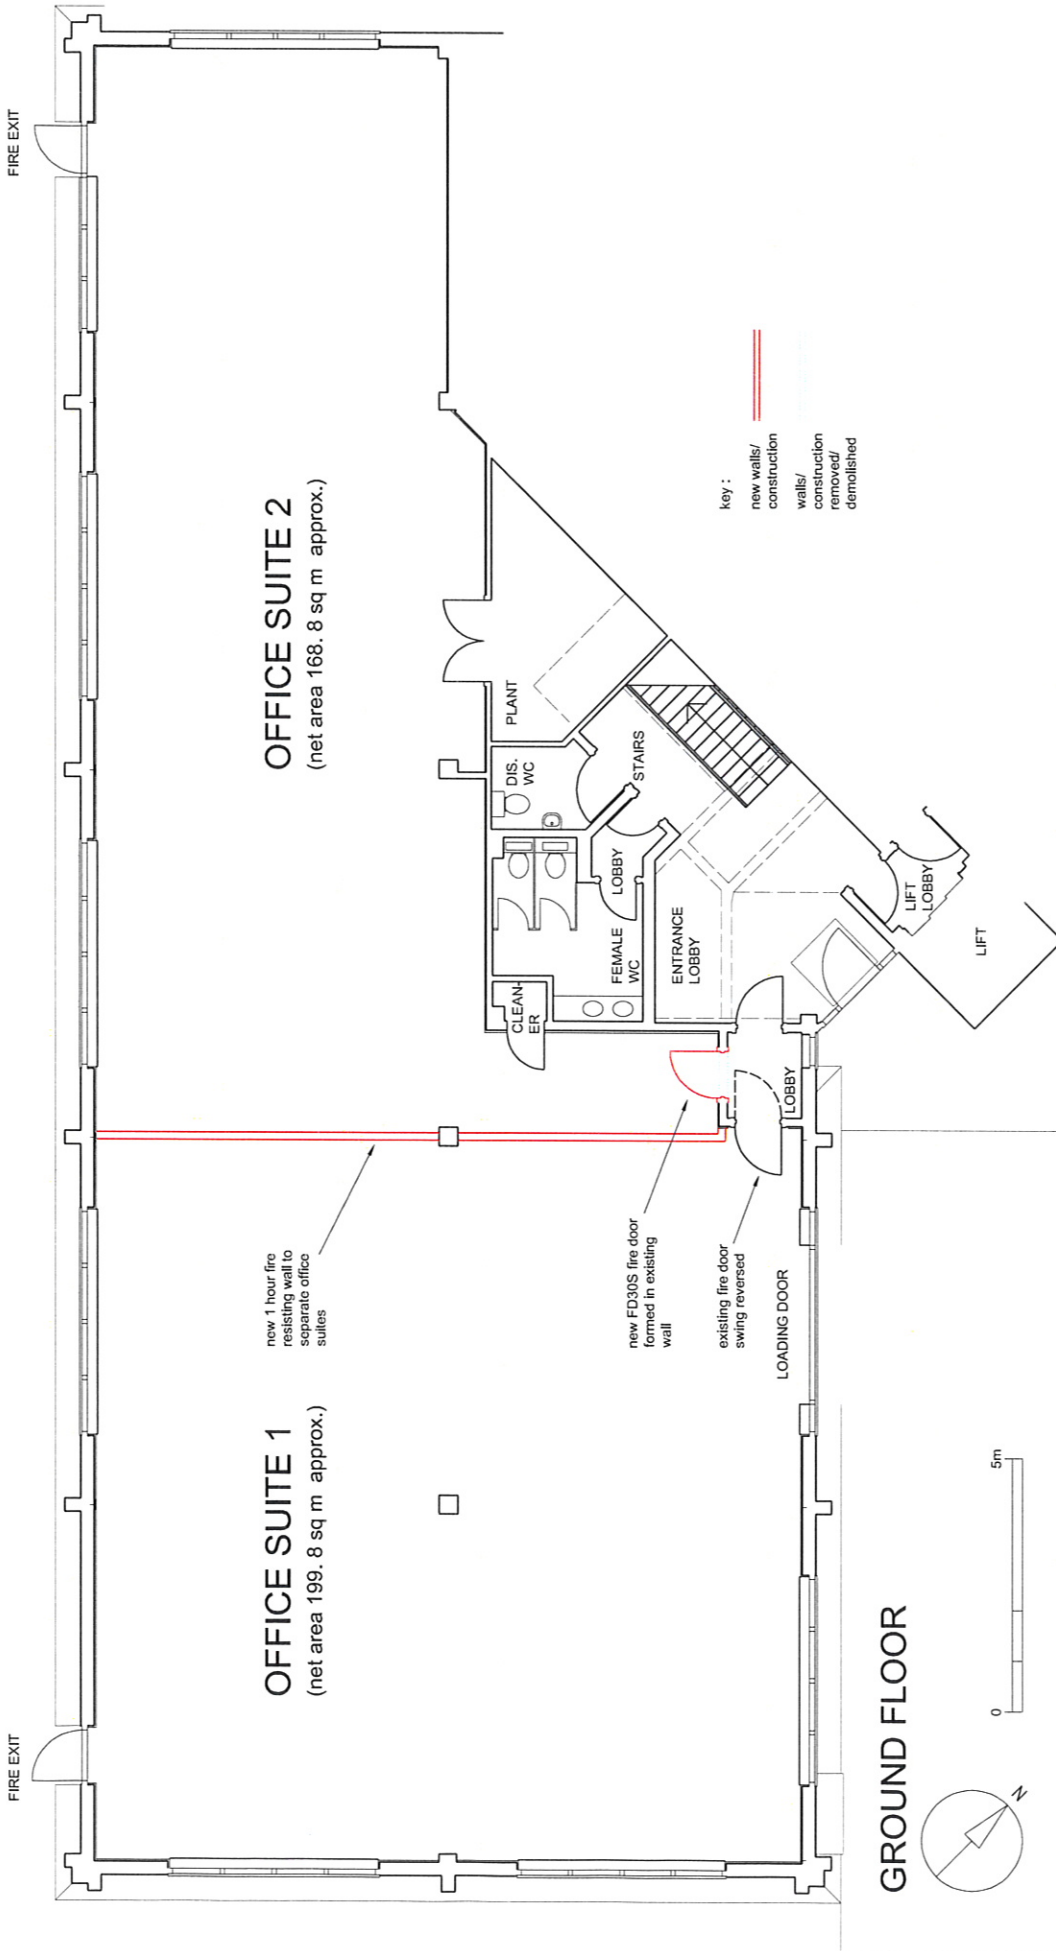 FIRE EXIT
FIRE EXIT
OFFICE SUITE 1
(net area 199. 8 sq m approx.)
OFFICE SUITE 2
(net area 168. 8 sq m approx.)
new 1 hour fire
resisting wall to
separate office
suites
new FD30S fire door
formed in existing
wall
existing fire door
swing reversed
LOADING DOOR
LOBBY
CLEAN-
ER
FEMALE
WC
LOBBY
DIS.
WC
PLANT
STAIRS
ENTRANCE
LOBBY
LIFT
LOBBY
LIFT
key :
new walls/
construction
walls/
construction
removed/
demolished
GROUND FLOOR
N
0
5m